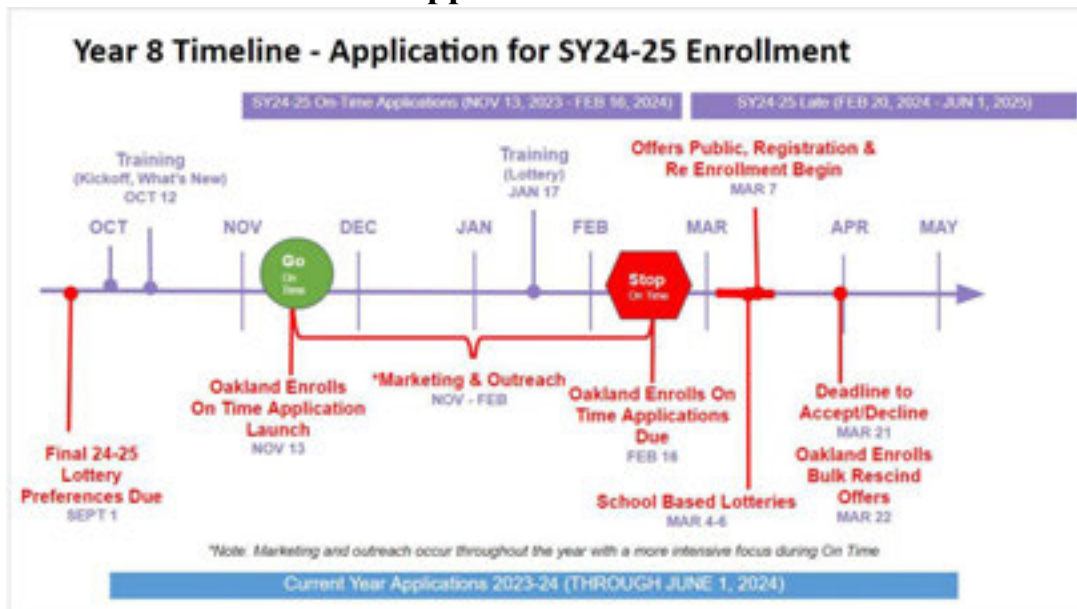 Year 8 Timeline - Application for SY24-25 Enrollment
SY24-25 On-Time Applications (NOV 13, 2023 - FEB 16, 2024)
SY24-25 Late (FEB 20, 2024 - JUN 1, 2025)
Training
(Kickoff, What's New)
OCT 12
Training
(Lottery)
JAN 17
Offers Public, Registration &
Re Enrollment Begin
MAR 7
OCT
NOV
DEC
JAN
FEB
MAR
APR
MAY
Go
On
Time
Stop
On Time
Final 24-25
Lottery
Preferences Due
SEPT 1
Oakland Enrolls
On Time Application
Launch
NOV 13
*Marketing & Outreach
NOV - FEB
Oakland Enrolls On
Time Applications
Due
FEB 16
School Based Lotteries
MAR 4-6
Deadline to
Accept/Decline
MAR 21
Oakland Enrolls
Bulk Rescind
Offers
MAR 22
*Note: Marketing and outreach occur throughout the year with a more intensive focus during On Time
Current Year Applications 2023-24 (THROUGH JUNE 1, 2024)